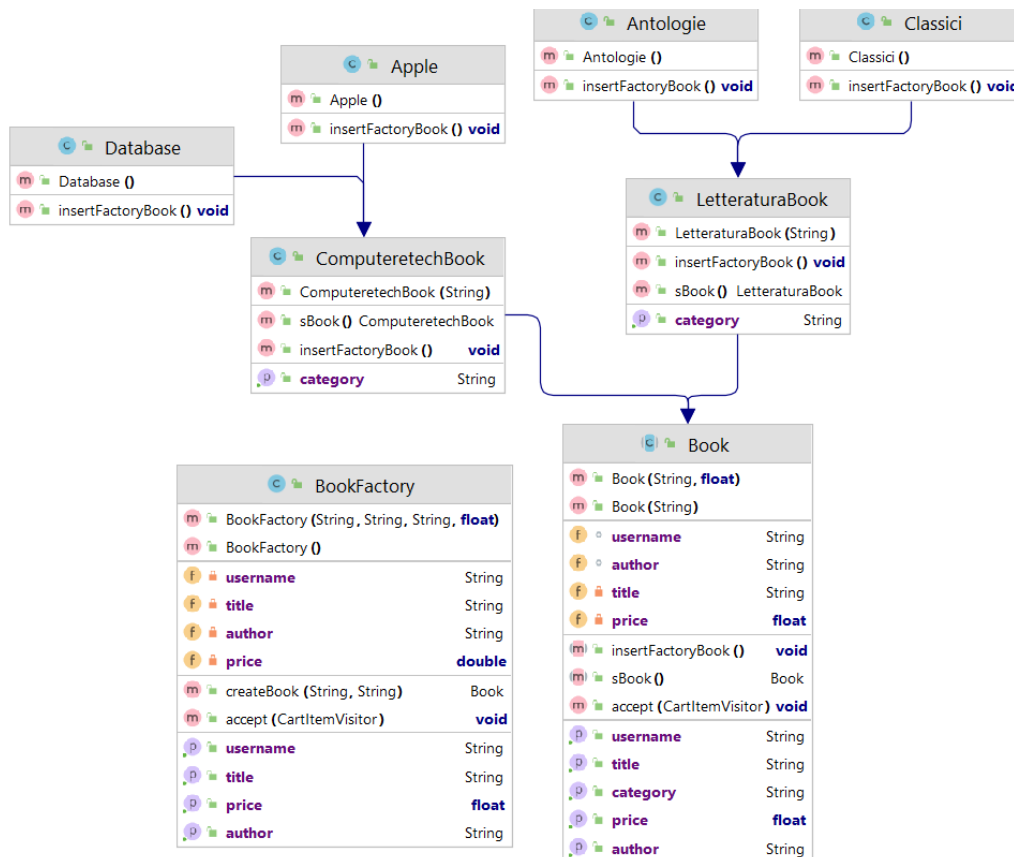 Antologie
Antologie ()
insertFactoryBook () void
Classici
Classici ()
insertFactoryBook () void
Apple
Apple ()
insertFactoryBook () void
Database
Database ()
insertFactoryBook () void
LetteraturaBook
LetteraturaBook (String)
insertFactoryBook () void
sBook () LetteraturaBook
category String
ComputeretechBook
ComputeretechBook (String)
sBook () ComputeretechBook
insertFactoryBook () void
category String
BookFactory
BookFactory (String, String, String, float)
BookFactory ()
username String
title String
author String
price double
createBook (String, String) Book
accept (CartItemVisitor) void
username String
title String
price float
author String
Book
Book (String, float)
Book (String)
username String
author String
title String
price float
insertFactoryBook () void
sBook () Book
accept (CartItemVisitor) void
username String
title String
category String
price float
author String